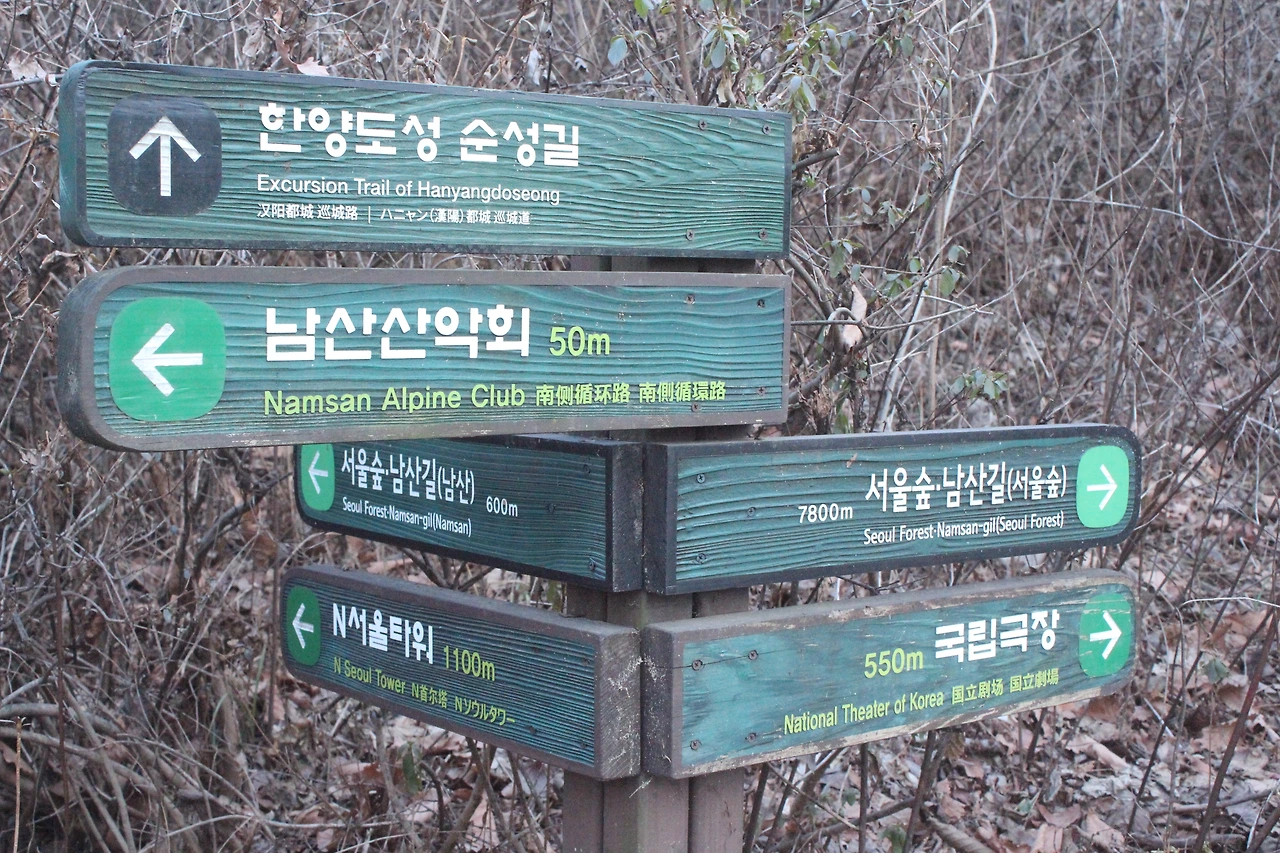 한양도성 순성길
Excursion Trail of Hanyangdoseong
汉阳都城 巡城路 | ハニャン(漢陽)都城 巡城道
남산산악회 50m
Namsan Alpine Club 南侧循环路 南側循環路
서울숲·남산길(남산) 600m
Seoul Forest·Namsan-gil(Namsan)
7800m 서울숲·남산길(서울숲)
Seoul Forest·Namsan-gil(Seoul Forest)
N서울타워 1100m
N Seoul Tower N首尔塔 Nソウルタワー
550m 국립극장
National Theater of Korea 国立剧场 国立劇場